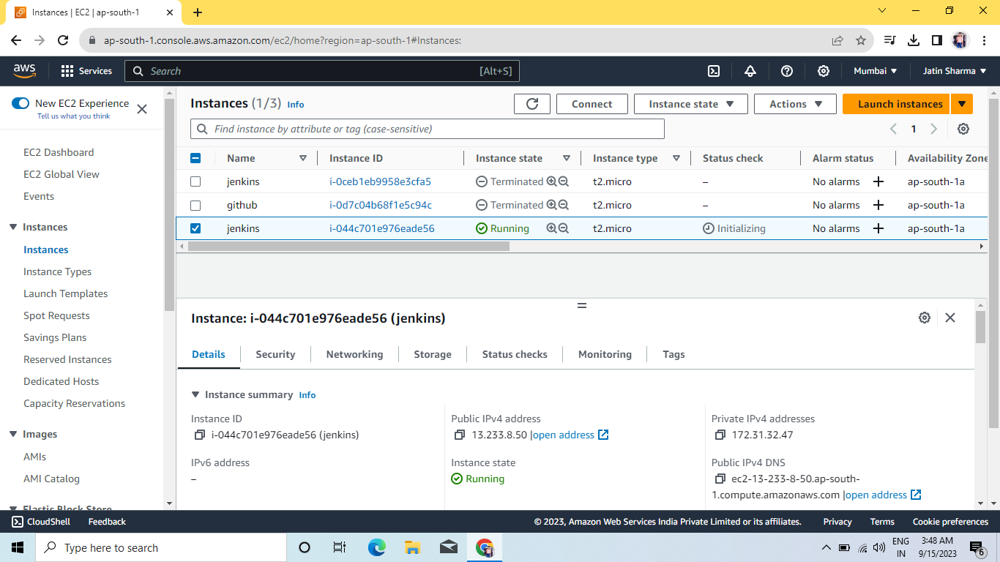 Instances | EC2 | ap-south-1
ap-south-1.console.aws.amazon.com/ec2/home?region=ap-south-1#Instances:
aws
Services
Search
[Alt+S]
Mumbai
Jatin Sharma
New EC2 Experience
Tell us what you think
EC2 Dashboard
EC2 Global View
Events
Instances
Instances
Instance Types
Launch Templates
Spot Requests
Savings Plans
Reserved Instances
Dedicated Hosts
Capacity Reservations
Images
AMIs
AMI Catalog
Elastic Block Store
Instances (1/3) Info
Connect
Instance state
Actions
Launch instances
Find instance by attribute or tag (case-sensitive)
1
Name Instance ID Instance state Instance type Status check Alarm status Availability Zone
jenkins i-0ceb1eb9958e3cfa5 Terminated t2.micro – No alarms + ap-south-1a
github i-0d7c04b68f1e5c94c Terminated t2.micro – No alarms + ap-south-1a
jenkins i-044c701e976eade56 Running t2.micro Initializing No alarms + ap-south-1a
Instance: i-044c701e976eade56 (jenkins)
Details Security Networking Storage Status checks Monitoring Tags
Instance summary Info
Instance ID
i-044c701e976eade56 (jenkins)
Public IPv4 address
13.233.8.50 |open address
Private IPv4 addresses
172.31.32.47
IPv6 address
–
Instance state
Running
Public IPv4 DNS
ec2-13-233-8-50.ap-south-
1.compute.amazonaws.com |open address
CloudShell
Feedback
© 2023, Amazon Web Services India Private Limited or its affiliates.
Privacy
Terms
Cookie preferences
Type here to search
ENG
IN
3:48 AM
9/15/2023
6